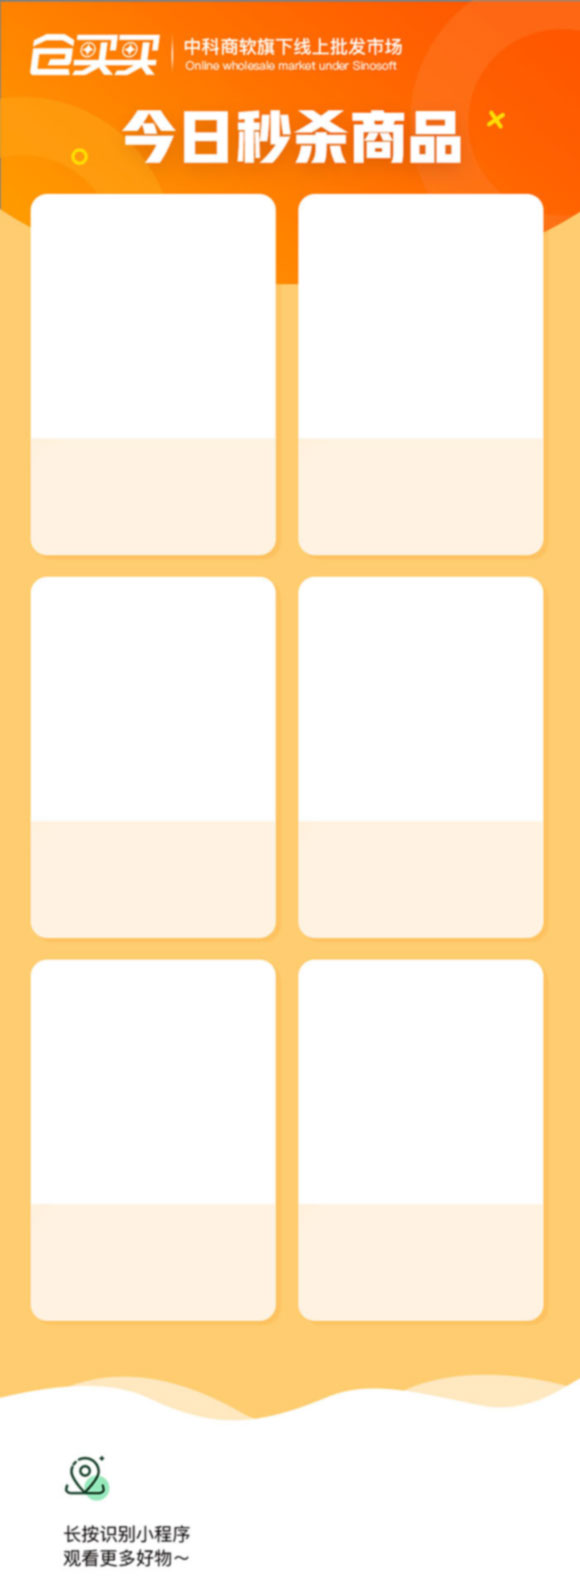 仓买买
中科商软旗下线上批发市场
Online wholesale market under Sinosoft
今日秒杀商品
长按识别小程序
观看更多好物～